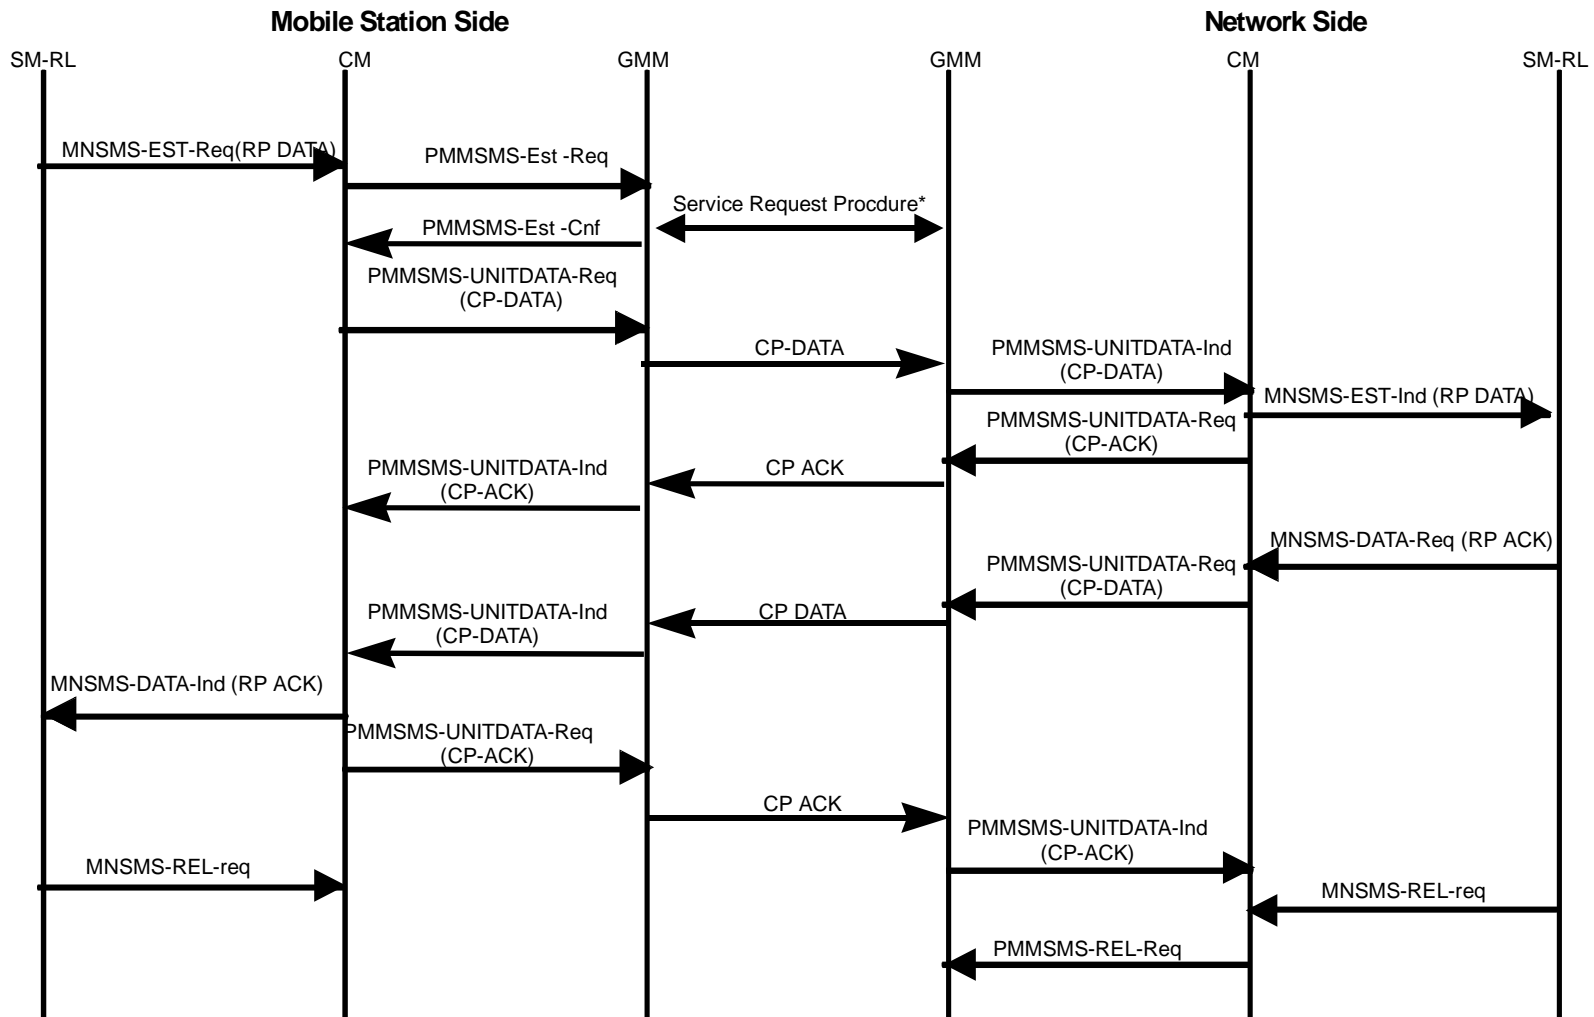 Mobile Station Side
Network Side
SM-RL
CM
GMM
GMM
CM
SM-RL
MNSMS-EST-Req(RP DATA)
PMMSMS-Est -Req
Service Request Procdure*
PMMSMS-Est -Cnf
PMMSMS-UNITDATA-Req
(CP-DATA)
CP-DATA
PMMSMS-UNITDATA-Ind
(CP-DATA)
MNSMS-EST-Ind (RP DATA)
PMMSMS-UNITDATA-Req
(CP-ACK)
CP ACK
PMMSMS-UNITDATA-Ind
(CP-ACK)
MNSMS-DATA-Req (RP ACK)
PMMSMS-UNITDATA-Req
(CP-DATA)
CP DATA
PMMSMS-UNITDATA-Ind
(CP-DATA)
MNSMS-DATA-Ind (RP ACK)
PMMSMS-UNITDATA-Req
(CP-ACK)
CP ACK
PMMSMS-UNITDATA-Ind
(CP-ACK)
MNSMS-REL-req
MNSMS-REL-req
PMMSMS-REL-Req